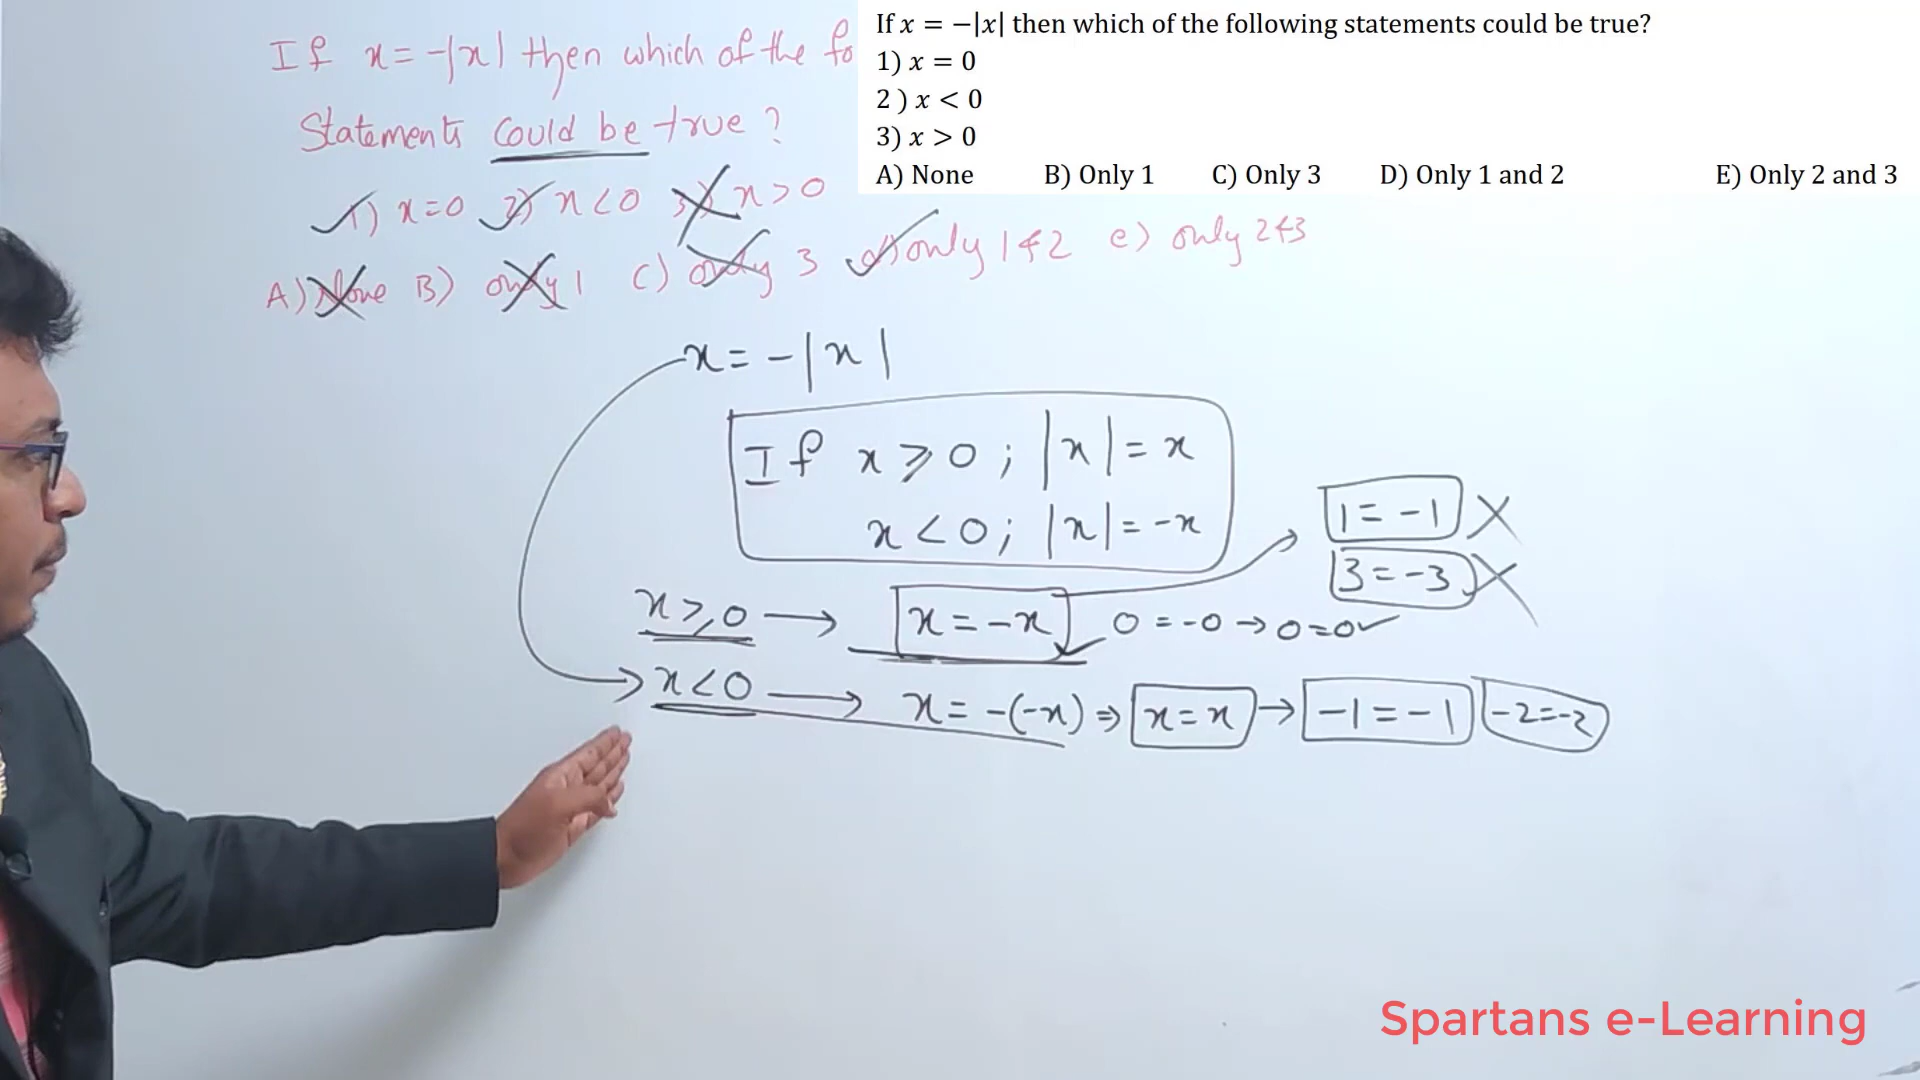 If x = −|x| then which of the following statements could be true?
1) x = 0
2 ) x < 0
3) x > 0
A) None B) Only 1 C) Only 3 D) Only 1 and 2 E) Only 2 and 3
If x = -|x| then which of the fo
Statements could be true ?
1) x=0 2) x<0 3) x>0
A) None B) only 1 C) only 3 d) only 1 & 2 e) only 2 & 3
x = -|x|
If x ⩾ 0 ; |x| = x
x < 0 ; |x| = -x
1 = -1 X
3 = -3 X
x ⩾ 0 → x = -x 0 = -0 → 0 = 0 ✓
x < 0 → x = -(-x) ⇒ x = x → -1 = -1 -2 = -2
Spartans e-Learning